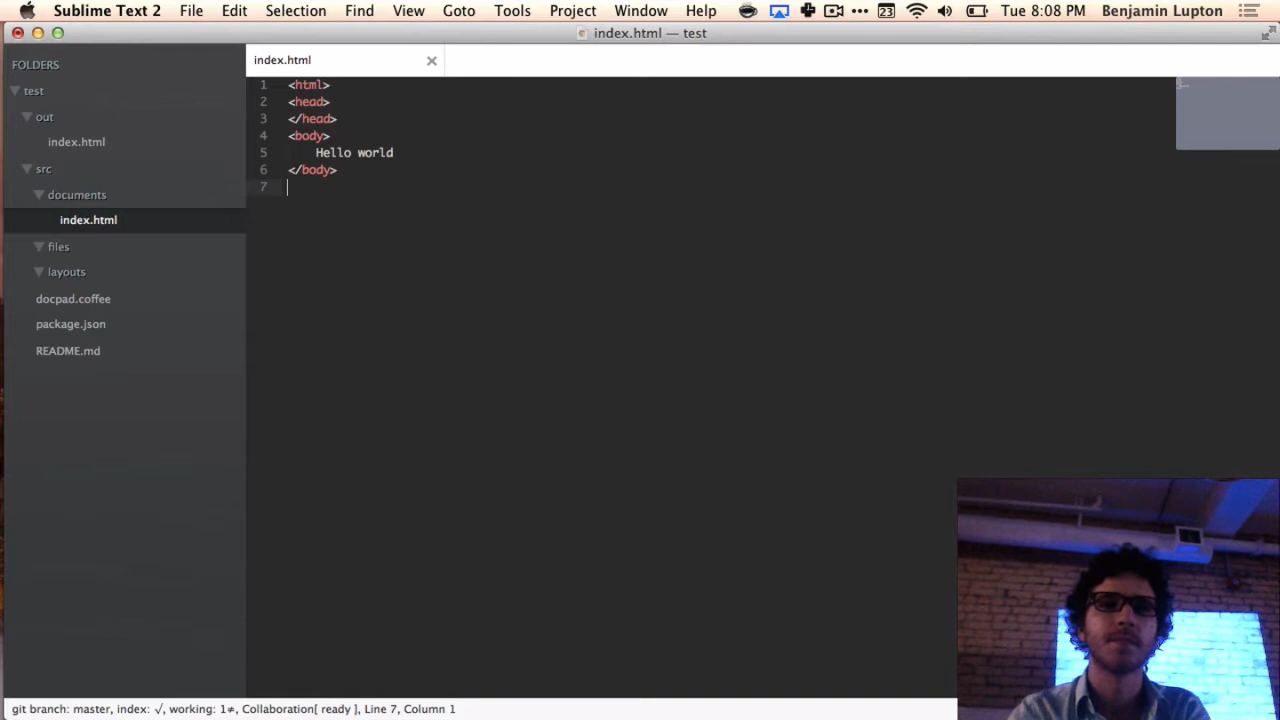 Sublime Text 2 File Edit Selection Find View Goto Tools Project Window Help 23 Tue 8:08 PM Benjamin Lupton
index.html — test
FOLDERS
test
out
index.html
src
documents
index.html
files
layouts
docpad.coffee
package.json
README.md
index.html
1 <html>
2 <head>
3 </head>
4 <body>
5 Hello world
6 </body>
7
git branch: master, index: √, working: 1≠, Collaboration[ ready ], Line 7, Column 1